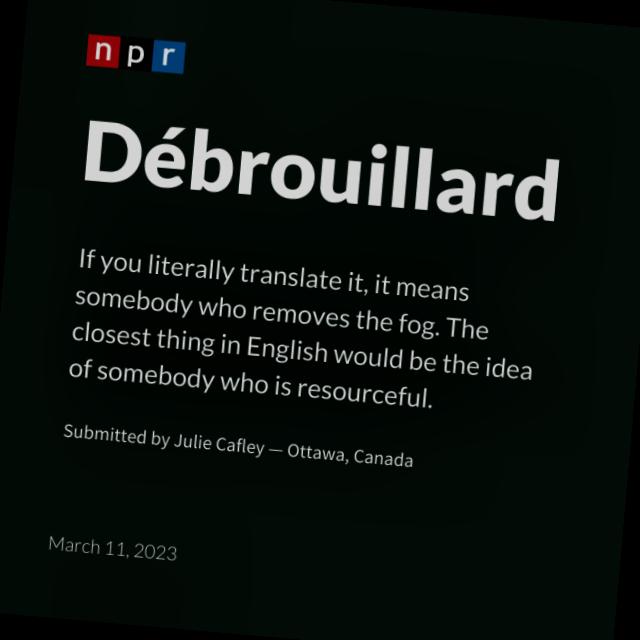 npr
Débrouillard
If you literally translate it, it means
somebody who removes the fog. The
closest thing in English would be the idea
of somebody who is resourceful.
Submitted by Julie Cafley — Ottawa, Canada
March 11, 2023